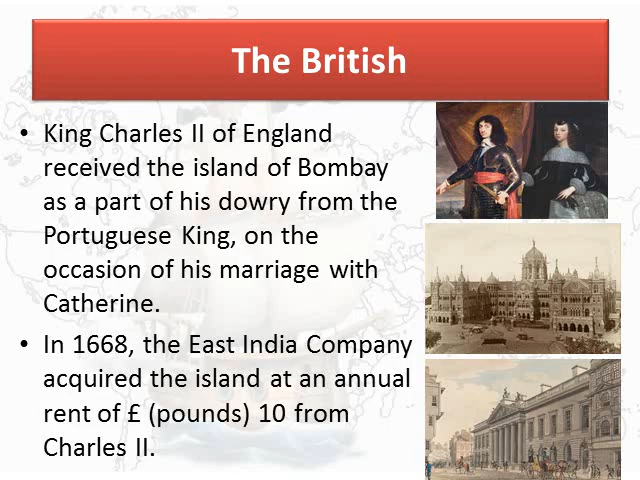 The British
• King Charles II of England
received the island of Bombay
as a part of his dowry from the
Portuguese King, on the
occasion of his marriage with
Catherine.
• In 1668, the East India Company
acquired the island at an annual
rent of £ (pounds) 10 from
Charles II.